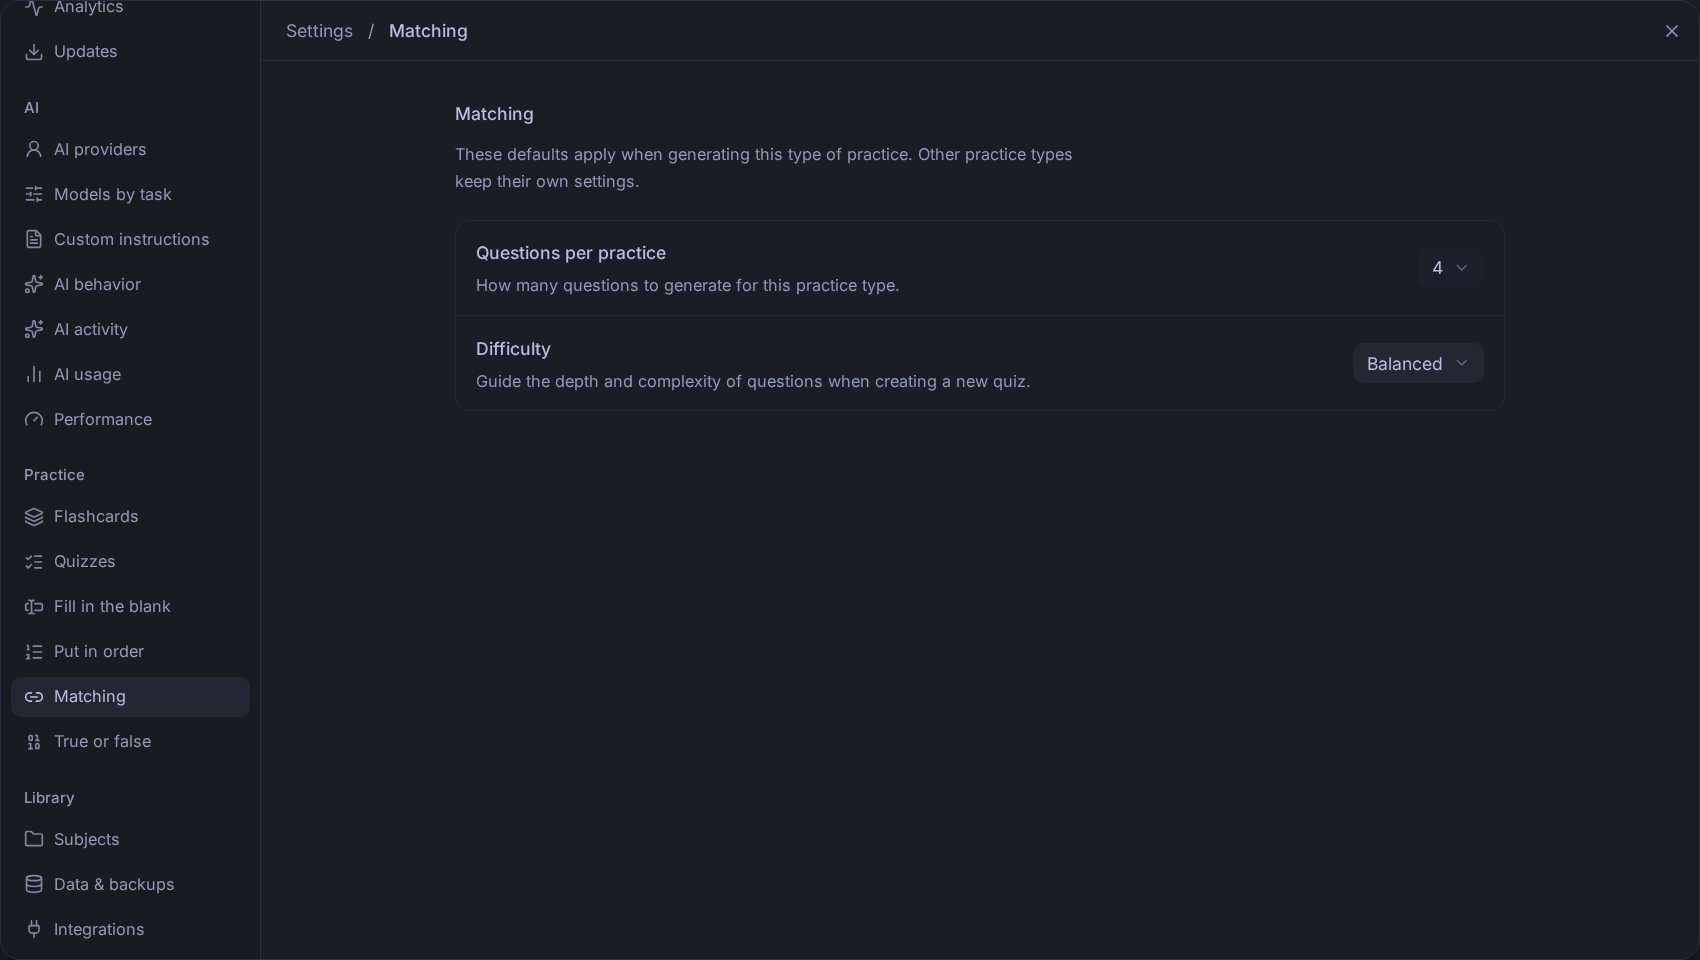 Analytics
Updates
AI
AI providers
Models by task
Custom instructions
AI behavior
AI activity
AI usage
Performance
Practice
Flashcards
Quizzes
Fill in the blank
Put in order
Matching
True or false
Library
Subjects
Data & backups
Integrations
Settings / Matching
Matching
These defaults apply when generating this type of practice. Other practice types
keep their own settings.
Questions per practice
How many questions to generate for this practice type.
4
Difficulty
Guide the depth and complexity of questions when creating a new quiz.
Balanced